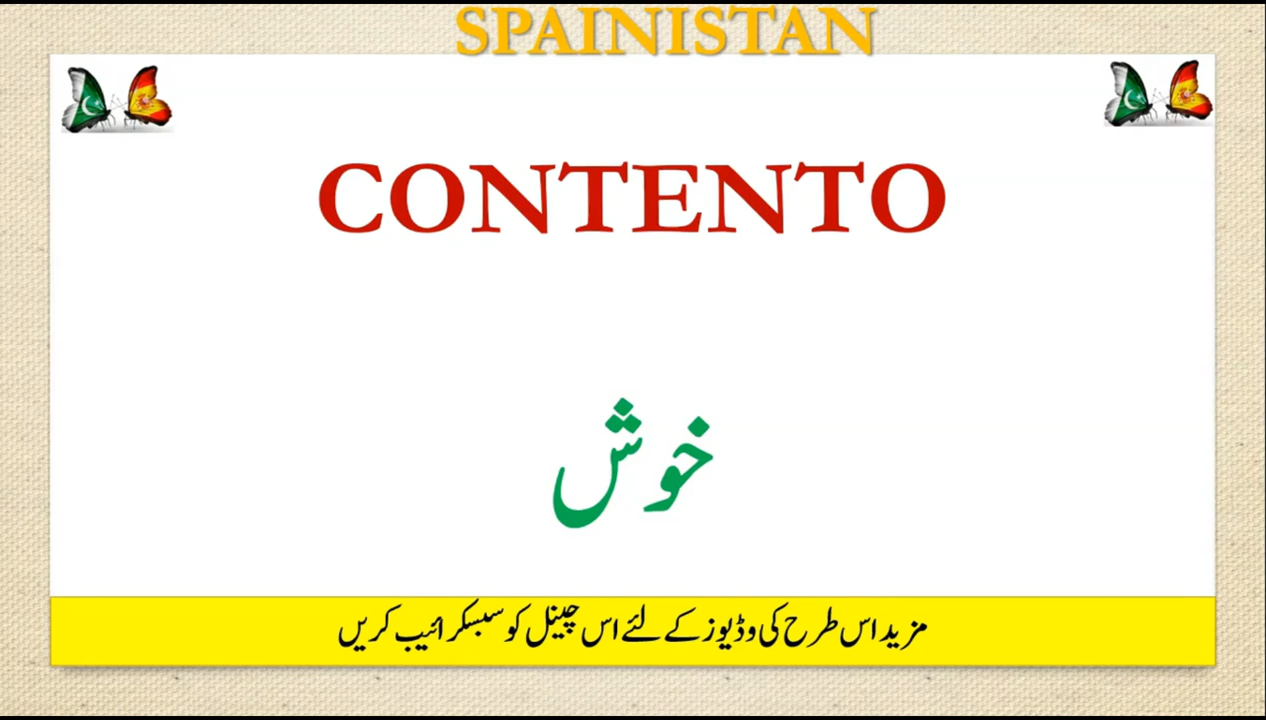 SPAINISTAN
CONTENTO
خوش
مزید اس طرح کی وڈیوز کے لئے اس چینل کو سبسکرائیب کریں